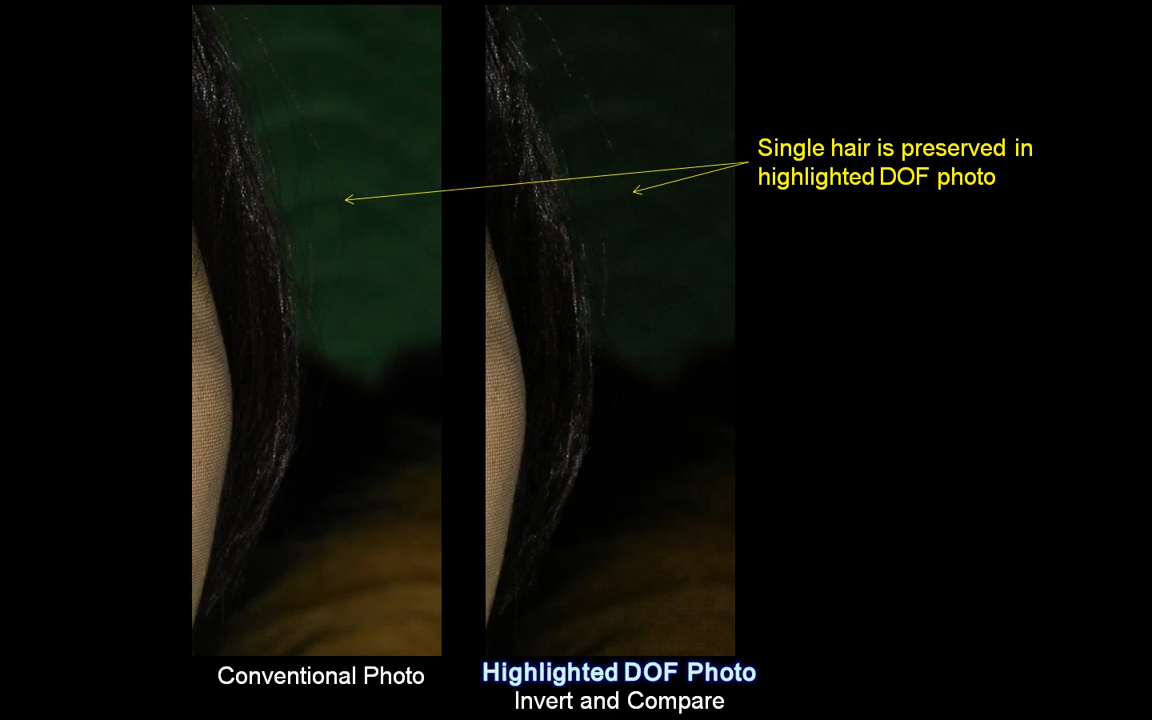 Single hair is preserved in
highlighted DOF photo
Conventional Photo
Highlighted DOF Photo
Invert and Compare